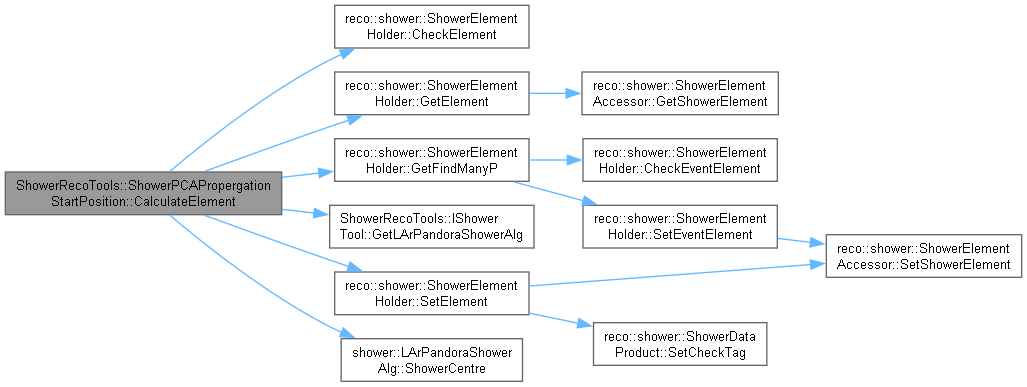 reco::shower::ShowerElement
Holder::CheckElement
reco::shower::ShowerElement
Holder::GetElement
reco::shower::ShowerElement
Accessor::GetShowerElement
reco::shower::ShowerElement
Holder::GetFindManyP
reco::shower::ShowerElement
Holder::CheckEventElement
ShowerRecoTools::ShowerPCAPropergation
StartPosition::CalculateElement
ShowerRecoTools::IShower
Tool::GetLArPandoraShowerAlg
reco::shower::ShowerElement
Holder::SetEventElement
reco::shower::ShowerElement
Accessor::SetShowerElement
reco::shower::ShowerElement
Holder::SetElement
reco::shower::ShowerData
Product::SetCheckTag
shower::LArPandoraShower
Alg::ShowerCentre